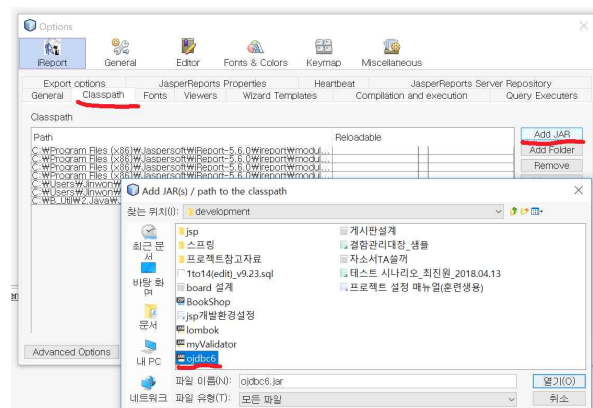 Options
iReport General Editor Fonts & Colors Keymap Miscellaneous
Export options JasperReports Properties Heartbeat JasperReports Server Repository
General Classpath Fonts Viewers Wizard Templates Compilation and execution Query Executers
Classpath
Path Reloadable
Add JAR
Add Folder
Remove
C:₩Program Files (x86)₩Jaspersoft₩iReport-5.6.0₩ireport₩modul...
C:₩Program Files (x86)₩Jaspersoft₩iReport-5.6.0₩ireport₩modul...
C:₩Program Files (x86)₩Jaspersoft₩iReport-5.6.0₩ireport₩modul...
C:₩Program Files (x86)₩Jaspersoft₩iReport-5.6.0₩ireport₩modul...
C:₩Users₩Jinwon₩
C:₩Users₩Jinwon₩
C:₩B_Util₩2.Java₩
Add JAR(s) / path to the classpath
찾는 위치(I): development
최근 문서
바탕 화면
문서
내 PC
네트워크
jsp
스프링
프로젝트참고자료
1to14(edit)_v9.23.sql
board 설계
BookShop
jsp개발환경설정
lombok
myValidator
ojdbc6
게시판설계
결함관리대장_샘플
자소서TA쓸꺼
테스트 시나리오_최진원_2018.04.13
프로젝트 설정 매뉴얼(훈련생용)
Advanced Options
파일 이름(N): ojdbc6.jar 열기(O)
파일 유형(T): 모든 파일 취소